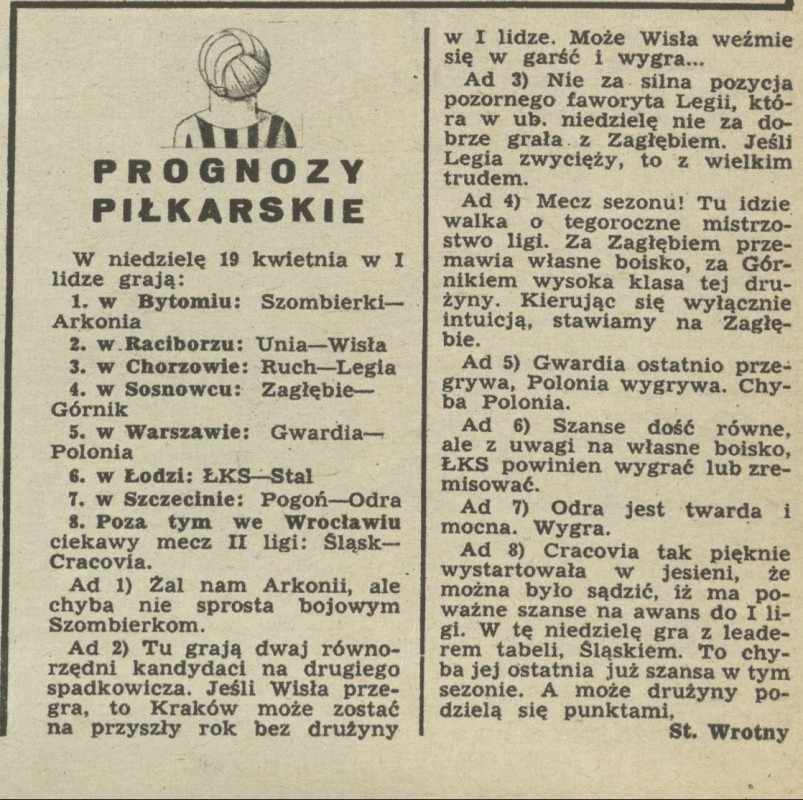 PROGNOZY
PIŁKARSKIE
W niedzielę 19 kwietnia w I
lidze grają:
1. w Bytomiu: Szombierki—
Arkonia
2. w Raciborzu: Unia—Wisła
3. w Chorzowie: Ruch—Legia
4. w Sosnowcu: Zagłębie—
Górnik
5. w Warszawie: Gwardia—
Polonia
6. w Łodzi: ŁKS—Stal
7. w Szczecinie: Pogoń—Odra
8. Poza tym we Wrocławiu
ciekawy mecz II ligi: Śląsk—
Cracovia.
Ad 1) Żal nam Arkonii, ale
chyba nie sprosta bojowym
Szombierkom.
Ad 2) Tu grają dwaj równo-
rzędni kandydaci na drugiego
spadkowicza. Jeśli Wisła prze-
gra, to Kraków może zostać
na przyszły rok bez drużyny
w I lidze. Może Wisła weźmie
się w garść i wygra...
Ad 3) Nie za silna pozycja
pozornego faworyta Legii, któ-
ra w ub. niedzielę nie za do-
brze grała z Zagłębiem. Jeśli
Legia zwycięży, to z wielkim
trudem.
Ad 4) Mecz sezonu! Tu idzie
walka o tegoroczne mistrzo-
stwo ligi. Za Zagłębiem prze-
mawia własne boisko, za Gór-
nikiem wysoka klasa tej dru-
żyny. Kierując się wyłącznie
intuicją, stawiamy na Zagłę-
bie.
Ad 5) Gwardia ostatnio prze-
grywa, Polonia wygrywa. Chy-
ba Polonia.
Ad 6) Szanse dość równe,
ale z uwagi na własne boisko,
ŁKS powinien wygrać lub zre-
misować.
Ad 7) Odra jest twarda i
mocna. Wygra.
Ad 8) Cracovia tak pięknie
wystartowała w jesieni, że
można było sądzić, iż ma po-
ważne szanse na awans do I li-
gi. W tę niedzielę gra z leade-
rem tabeli, Śląskiem. To chy-
ba jej ostatnia już szansa w tym
sezonie. A może drużyny po-
dzielą się punktami,
St. Wrotny